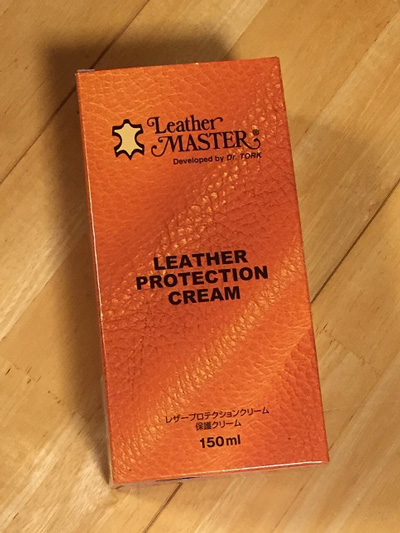 Leather
MASTER®
Developed by Dr. TORK
LEATHER
PROTECTION
CREAM
レザープロテクションクリーム
保護クリーム
150ml